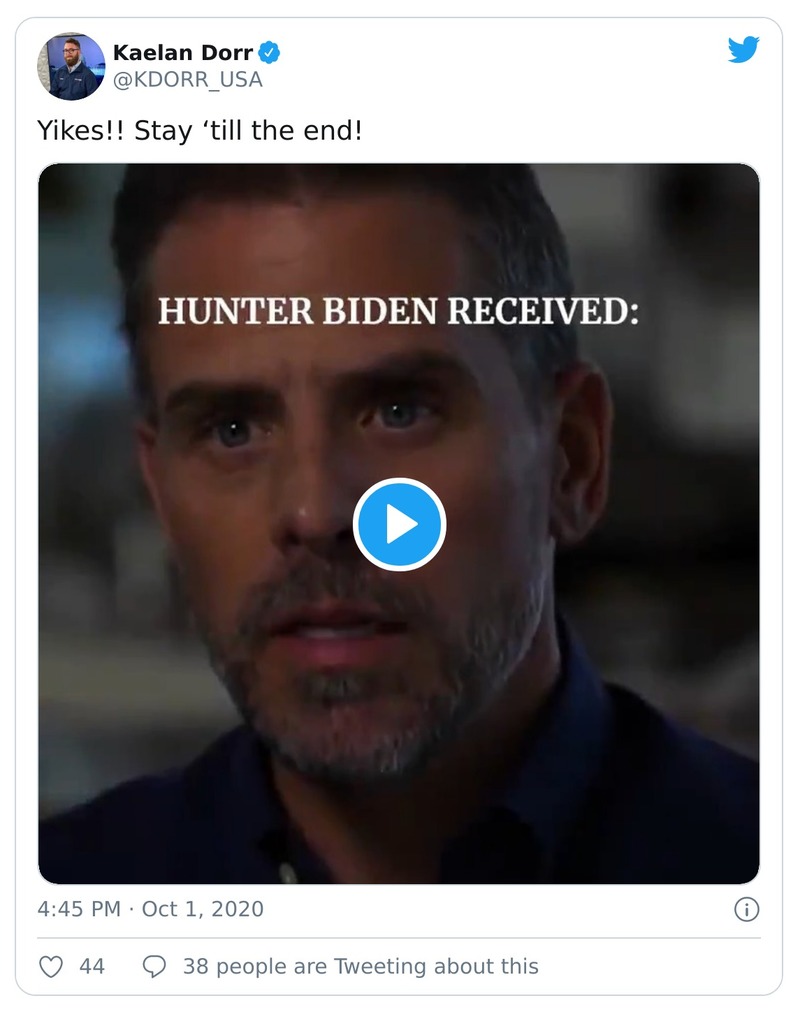 Kaelan Dorr
@KDORR_USA
Yikes!! Stay ‘till the end!
HUNTER BIDEN RECEIVED:
4:45 PM · Oct 1, 2020
44 38 people are Tweeting about this